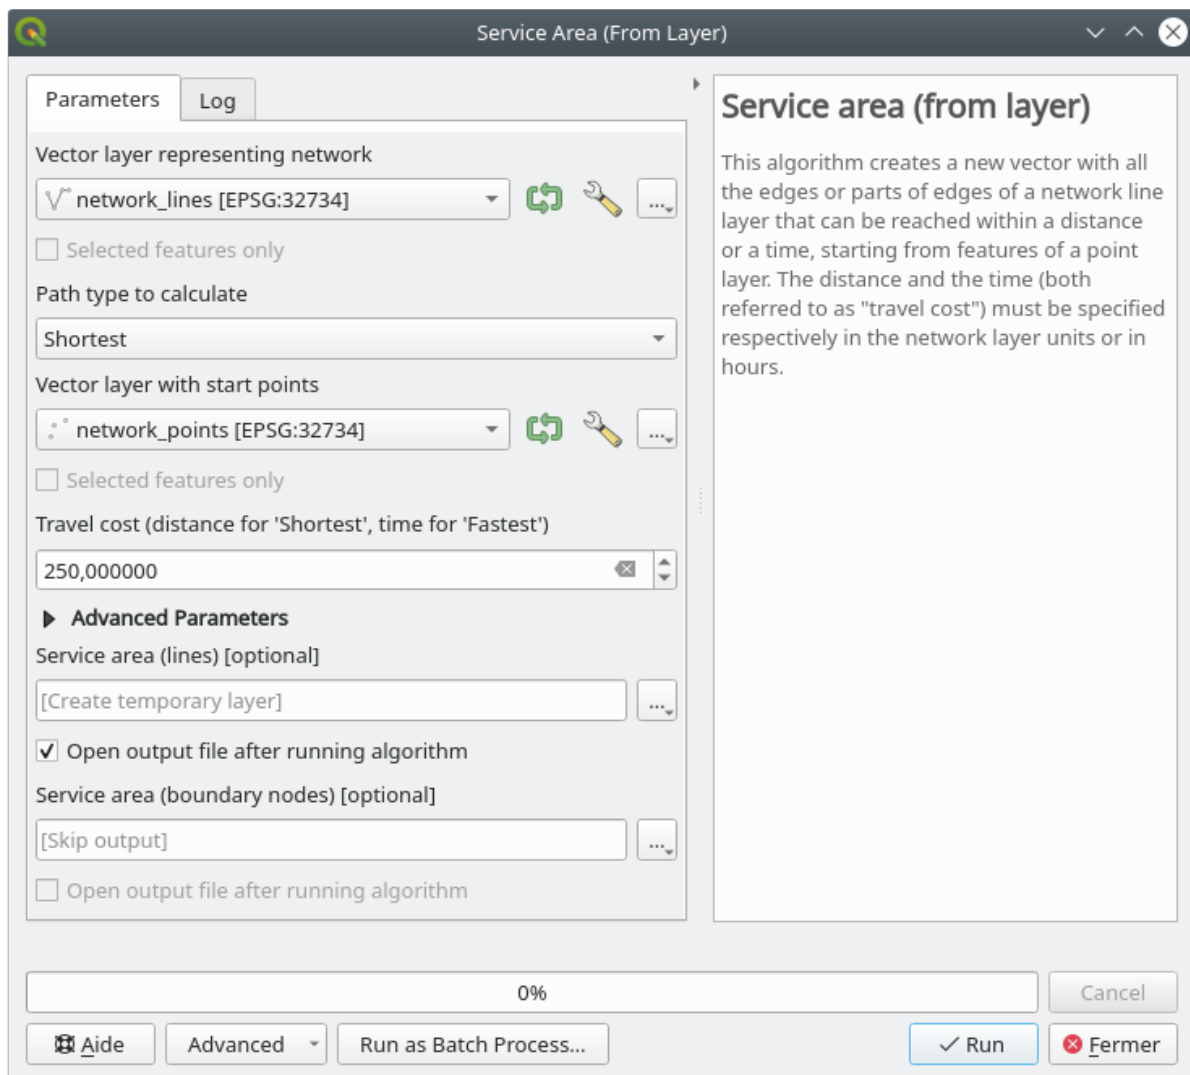 Service Area (From Layer)
Parameters
Log
Vector layer representing network
network_lines [EPSG:32734]
...
Selected features only
Path type to calculate
Shortest
Vector layer with start points
network_points [EPSG:32734]
...
Selected features only
Travel cost (distance for 'Shortest', time for 'Fastest')
250,000000
Advanced Parameters
Service area (lines) [optional]
[Create temporary layer]
...
Open output file after running algorithm
Service area (boundary nodes) [optional]
[Skip output]
...
Open output file after running algorithm
Service area (from layer)
This algorithm creates a new vector with all
the edges or parts of edges of a network line
layer that can be reached within a distance
or a time, starting from features of a point
layer. The distance and the time (both
referred to as "travel cost") must be specified
respectively in the network layer units or in
hours.
0%
Cancel
Aide
Advanced
Run as Batch Process...
Run
Fermer